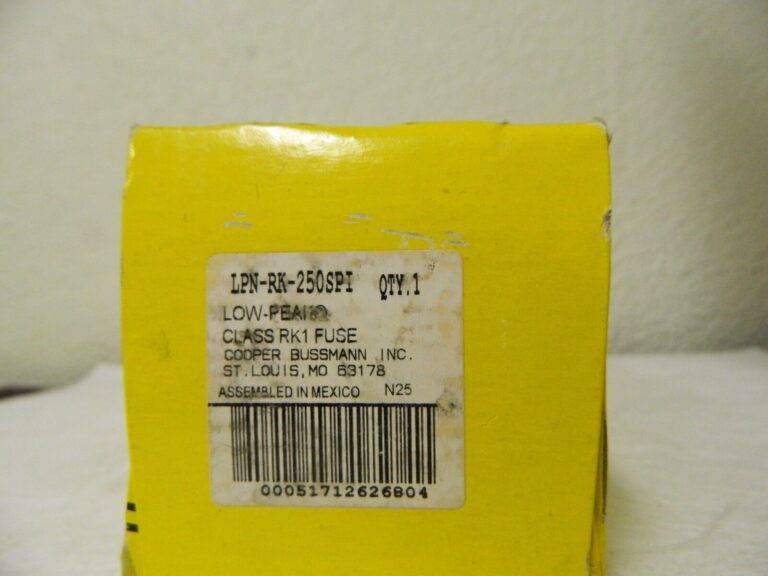 LPN-RK-250SPI QTY.1
LOW-PEAK
CLASS RK1 FUSE
COOPER BUSSMANN INC.
ST.LOUIS,MO 63178
ASSEMBLED IN MEXICO N25
00051712626804